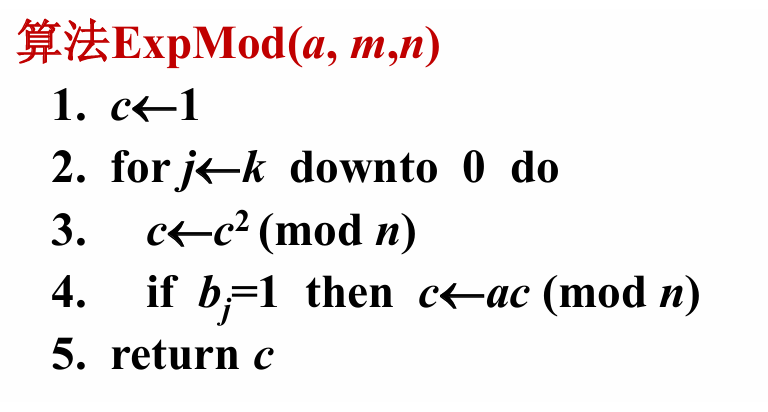 算法ExpMod(a, m,n)
1. c←1
2. for j←k downto 0 do
3. c←c² (mod n)
4. if bⱼ=1 then c←ac (mod n)
5. return c